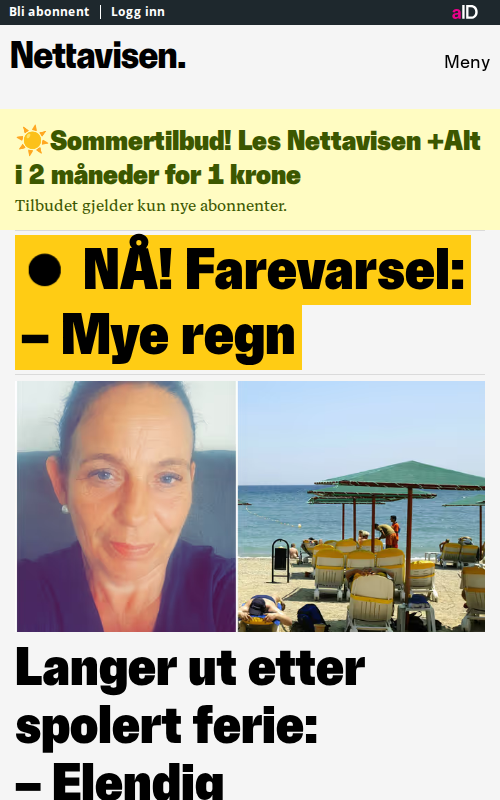 Bli abonnent
Logg inn
aID
Nettavisen.
Meny
Sommertilbud! Les Nettavisen +Alt
i 2 måneder for 1 krone
Tilbudet gjelder kun nye abonnenter.
NÅ! Farevarsel:
– Mye regn
Langer ut etter
spolert ferie:
– Elendig